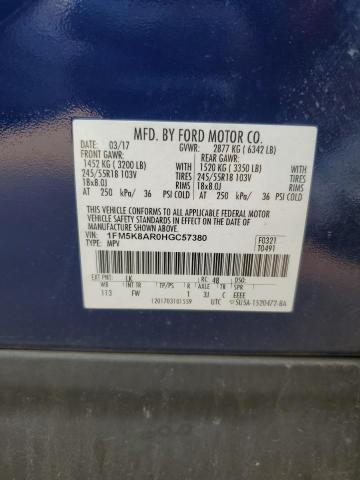 MFD. BY FORD MOTOR CO.
DATE: 03/17 GVWR: 2877 KG ( 6342 LB)
FRONT GAWR: REAR GAWR:
1452 KG ( 3200 LB) 1520 KG ( 3350 LB)
245/55R18 103V 245/55R18 103V
18x8.0J 18x8.0J
AT 250 kPa/ 36 PSI COLD AT 250 kPa/ 36 PSI COLD
THIS VEHICLE CONFORMS TO ALL APPLICABLE FEDERAL MOTOR
VEHICLE SAFETY AND THEFT PREVENTION STANDARDS IN EFFECT ON THE DATE OF
MANUFACTURE SHOWN ABOVE.
VIN: 1FM5K8AR0HGC57380 F0321
TYPE: MPV T0491
EXT PNT: LK RC: 48 DSO:
WB INT TR TP/PS R AXLE TR SPR
113 FW 1 3J C EEEE
(201703101559 UTC 5U5A-1520472-BA